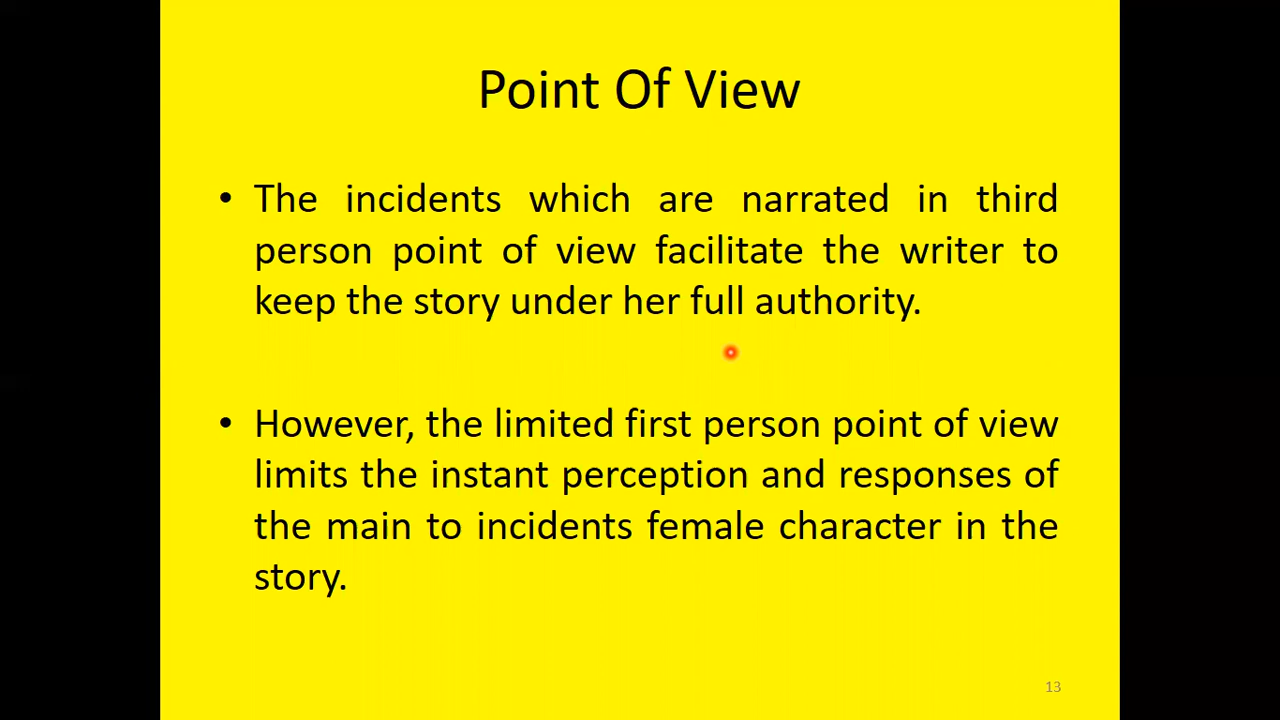 Point Of View
• The incidents which are narrated in third
person point of view facilitate the writer to
keep the story under her full authority.
• However, the limited first person point of view
limits the instant perception and responses of
the main to incidents female character in the
story.
13